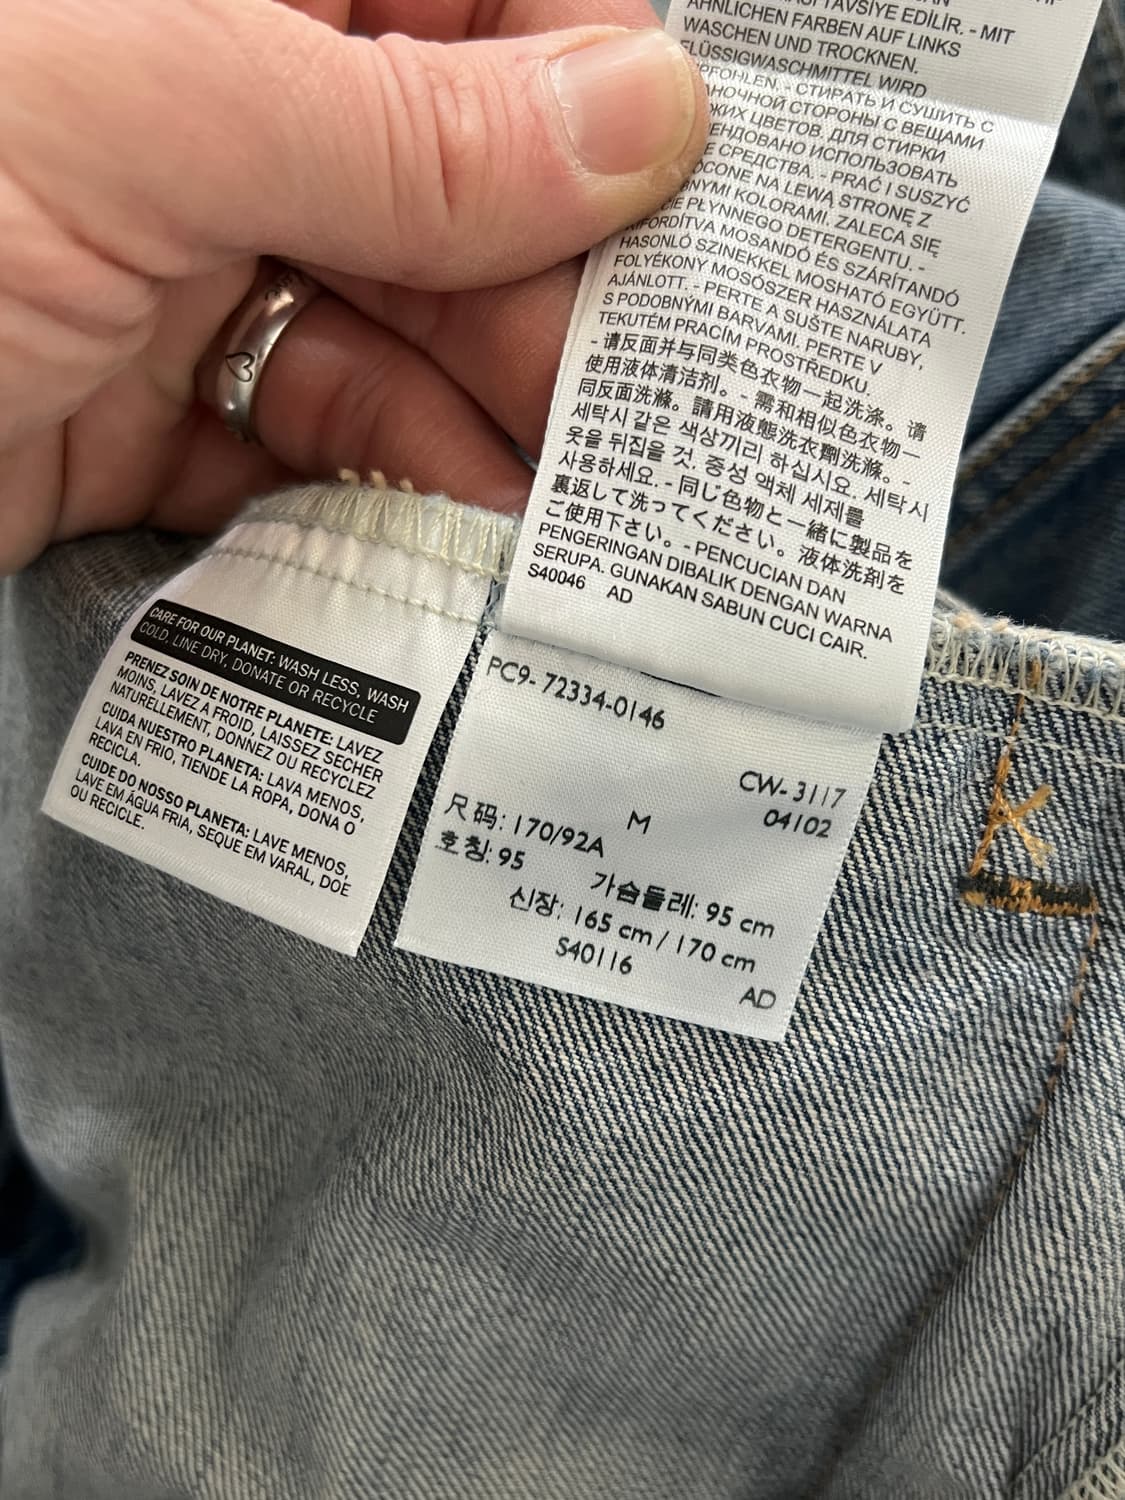 TAVSİYE EDİLİR. - MIT
ÄHNLICHEN FARBEN AUF LINKS
WASCHEN UND TROCKNEN.
FLÜSSIGWASCHMITTEL WIRD
- СТИРАТЬ И СУШИТЬ С
СТОРОНЫ С ВЕЩАМИ
ЦВЕТОВ. ДЛЯ СТИРКИ
ИСПОЛЬЗОВАТЬ
СРЕДСТВА. - PRAĆ I SUSZYĆ
NA LEWĄ STRONĘ Z
KOLORAMI. ZALECA SIĘ
PŁYNNEGO DETERGENTU. -
MOSANDÓ ÉS SZÁRÍTANDÓ
HASONLÓ SZINEKKEL MOSHATÓ EGYÜTT.
FOLYÉKONY MOSÓSZER HASZNÁLATA
AJÁNLOTT. - PERTE A SUŠTE NARUBY,
S PODOBNÝMI BARVAMI. PERTE V
TEKUTÉM PRACÍM PROSTŘEDKU.
- 请反面并与同类色衣物一起洗涤。请
使用液体清洁剂。- 需和相似色衣物一
同反面洗滌。請用液態洗衣劑洗滌。-
세탁시 같은 색상끼리 하십시요. 세탁시
옷을 뒤집을 것. 중성 액체 세제를
사용하세요. - 同じ色物と一緒に製品を
裏返して洗ってください。液体洗剤を
ご使用下さい。- PENCUCIAN DAN
PENGERINGAN DIBALIK DENGAN WARNA
SERUPA. GUNAKAN SABUN CUCI CAIR.
S40046 AD
CARE FOR OUR PLANET: WASH LESS, WASH
COLD, LINE DRY, DONATE OR RECYCLE
PRENEZ SOIN DE NOTRE PLANETE: LAVEZ
MOINS, LAVEZ A FROID, LAISSEZ SECHER
NATURELLEMENT, DONNEZ OU RECYCLEZ
CUIDA NUESTRO PLANETA: LAVA MENOS,
LAVA EN FRIO, TIENDE LA ROPA, DONA O
RECICLA.
CUIDE DO NOSSO PLANETA: LAVE MENOS,
LAVE EM ÁGUA FRIA, SEQUE EM VARAL, DOE
OU RECICLE.
PC9- 72334-0146
CW- 3117
04102
M
尺码: 170/92A
호칭: 95
가슴둘레: 95 cm
신장: 165 cm / 170 cm
S40116
AD